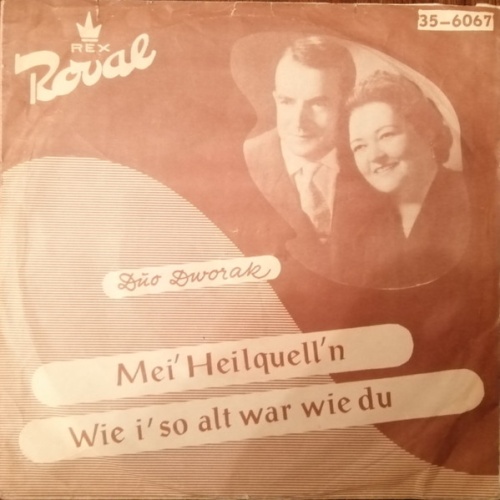 REX
Royal
35-6067
Duo Dworak
Mei' Heilquell'n
Wie i' so alt war wie du